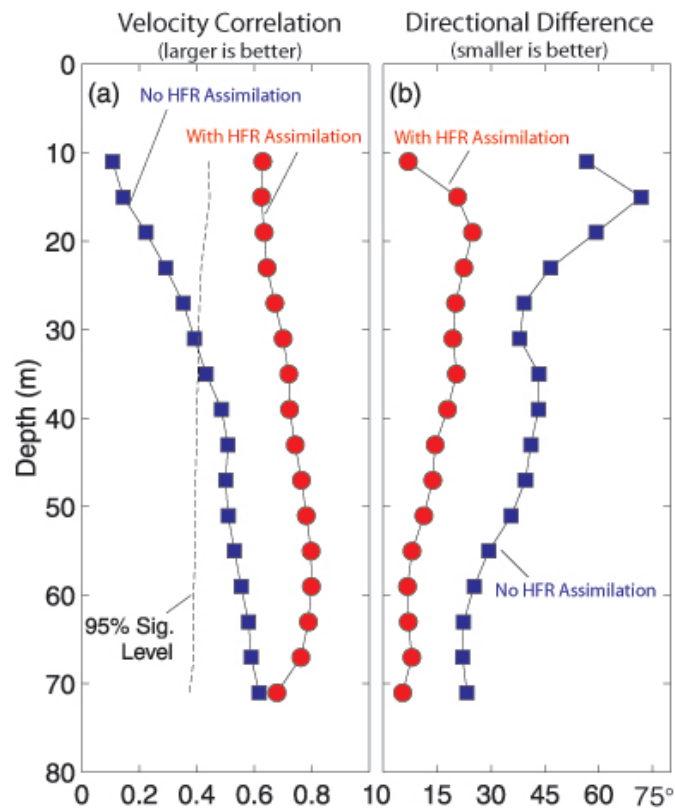 Velocity Correlation
(larger is better)
Directional Difference
(smaller is better)
0
10
20
30
40
50
60
70
80
Depth (m)
(a)
No HFR Assimilation
With HFR Assimilation
95% Sig.
Level
0 0.2 0.4 0.6 0.8 1
(b)
With HFR Assimilation
No HFR Assimilation
0 15 30 45 60 75°